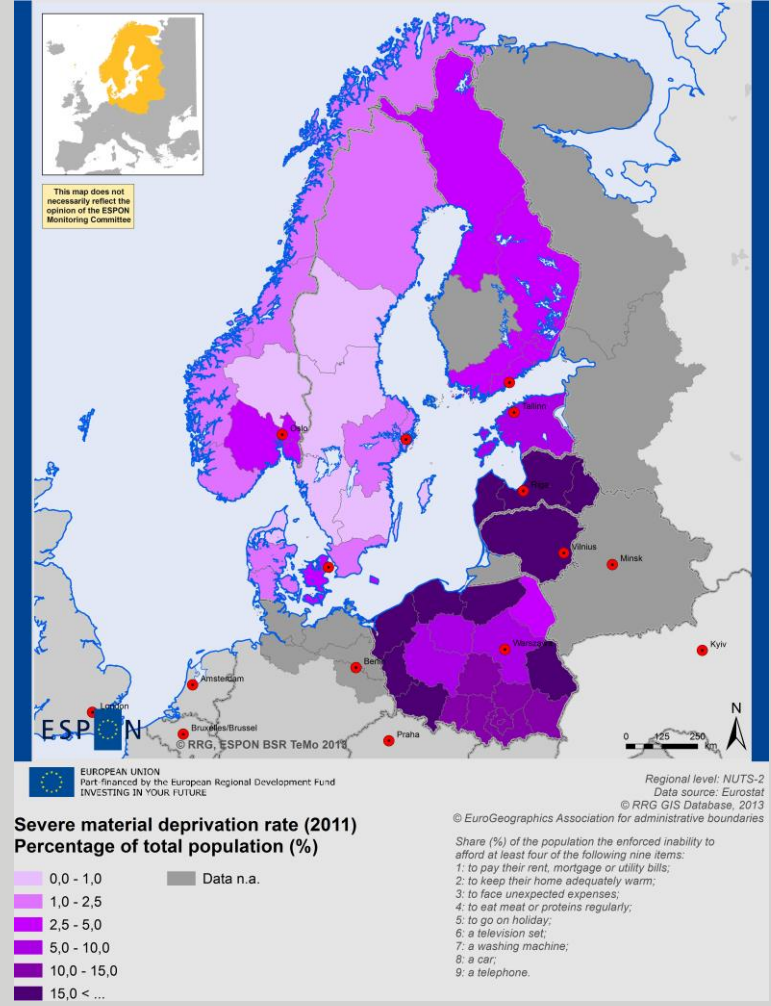 This map does not
necessarily reflect the
opinion of the ESPON
Monitoring Committee
Oslo
Tallinn
Riga
Vilnius
Minsk
Warszawa
Kyiv
Berlin
Amsterdam
London
Bruxelles/Brussel
Praha
ESPON
© RRG, ESPON BSR TeMo 2013
N
0 125 250
km
EUROPEAN UNION
Part-financed by the European Regional Development Fund
INVESTING IN YOUR FUTURE
Regional level: NUTS-2
Data source: Eurostat
© RRG GIS Database, 2013
© EuroGeographics Association for administrative boundaries
Severe material deprivation rate (2011)
Percentage of total population (%)
0,0 - 1,0
Data n.a.
1,0 - 2,5
2,5 - 5,0
5,0 - 10,0
10,0 - 15,0
15,0 < ...
Share (%) of the population the enforced inability to
afford at least four of the following nine items:
1: to pay their rent, mortgage or utility bills;
2: to keep their home adequately warm;
3: to face unexpected expenses;
4: to eat meat or proteins regularly;
5: to go on holiday;
6: a television set;
7: a washing machine;
8: a car;
9: a telephone.